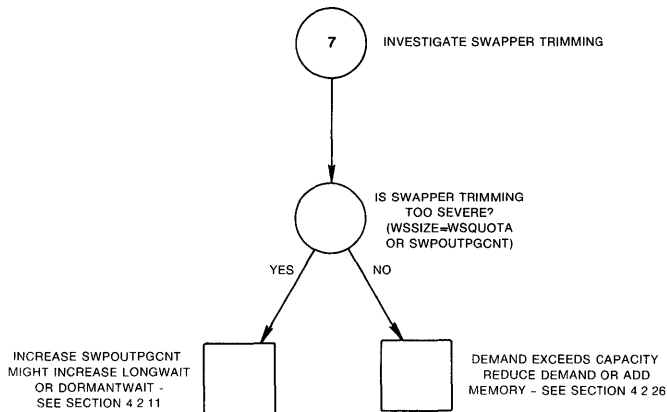 7
INVESTIGATE SWAPPER TRIMMING
IS SWAPPER TRIMMING
TOO SEVERE?
(WSSIZE=WSQUOTA
OR SWPOUTPGCNT)
YES
NO
INCREASE SWPOUTPGCNT
MIGHT INCREASE LONGWAIT
OR DORMANTWAIT -
SEE SECTION 4 2 11
DEMAND EXCEEDS CAPACITY
REDUCE DEMAND OR ADD
MEMORY - SEE SECTION 4 2 26